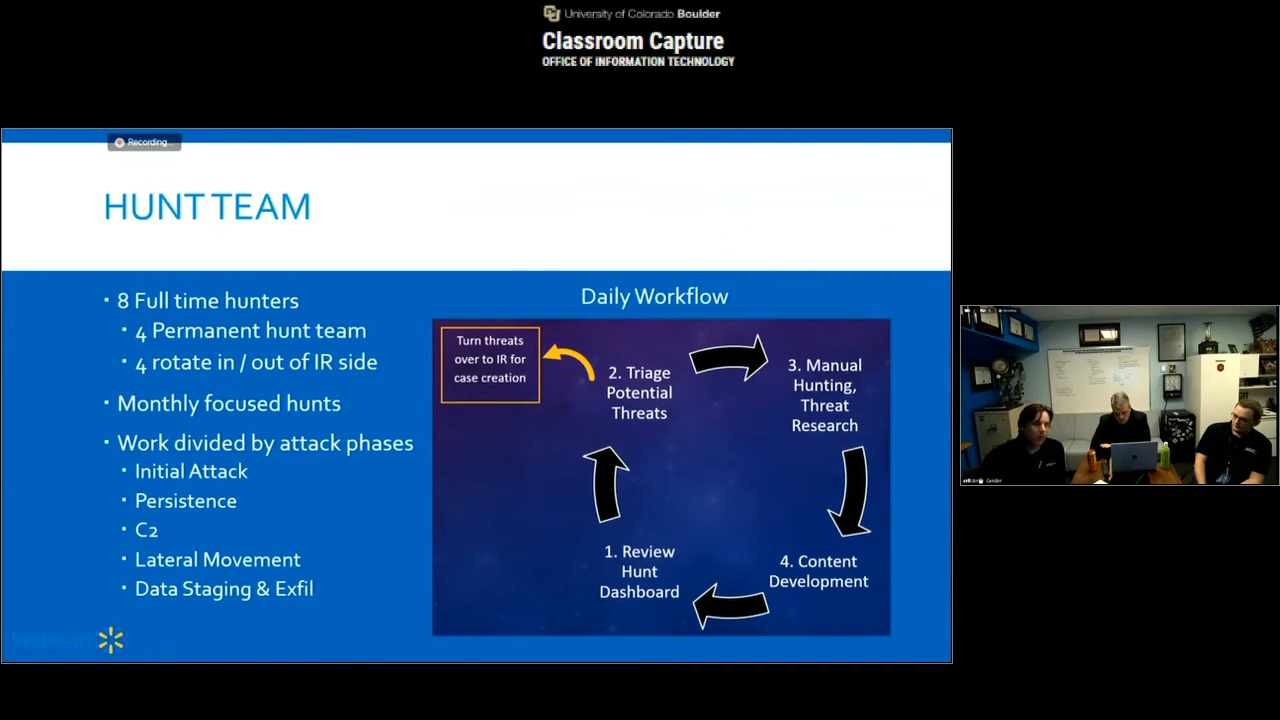 University of Colorado Boulder
Classroom Capture
OFFICE OF INFORMATION TECHNOLOGY
Recording...
HUNT TEAM
8 Full time hunters
4 Permanent hunt team
4 rotate in / out of IR side
Monthly focused hunts
Work divided by attack phases
Initial Attack
Persistence
C2
Lateral Movement
Data Staging & Exfil
Walmart
Daily Workflow
Turn threats
over to IR for
case creation
2. Triage
Potential
Threats
3. Manual
Hunting,
Threat
Research
4. Content
Development
1. Review
Hunt
Dashboard